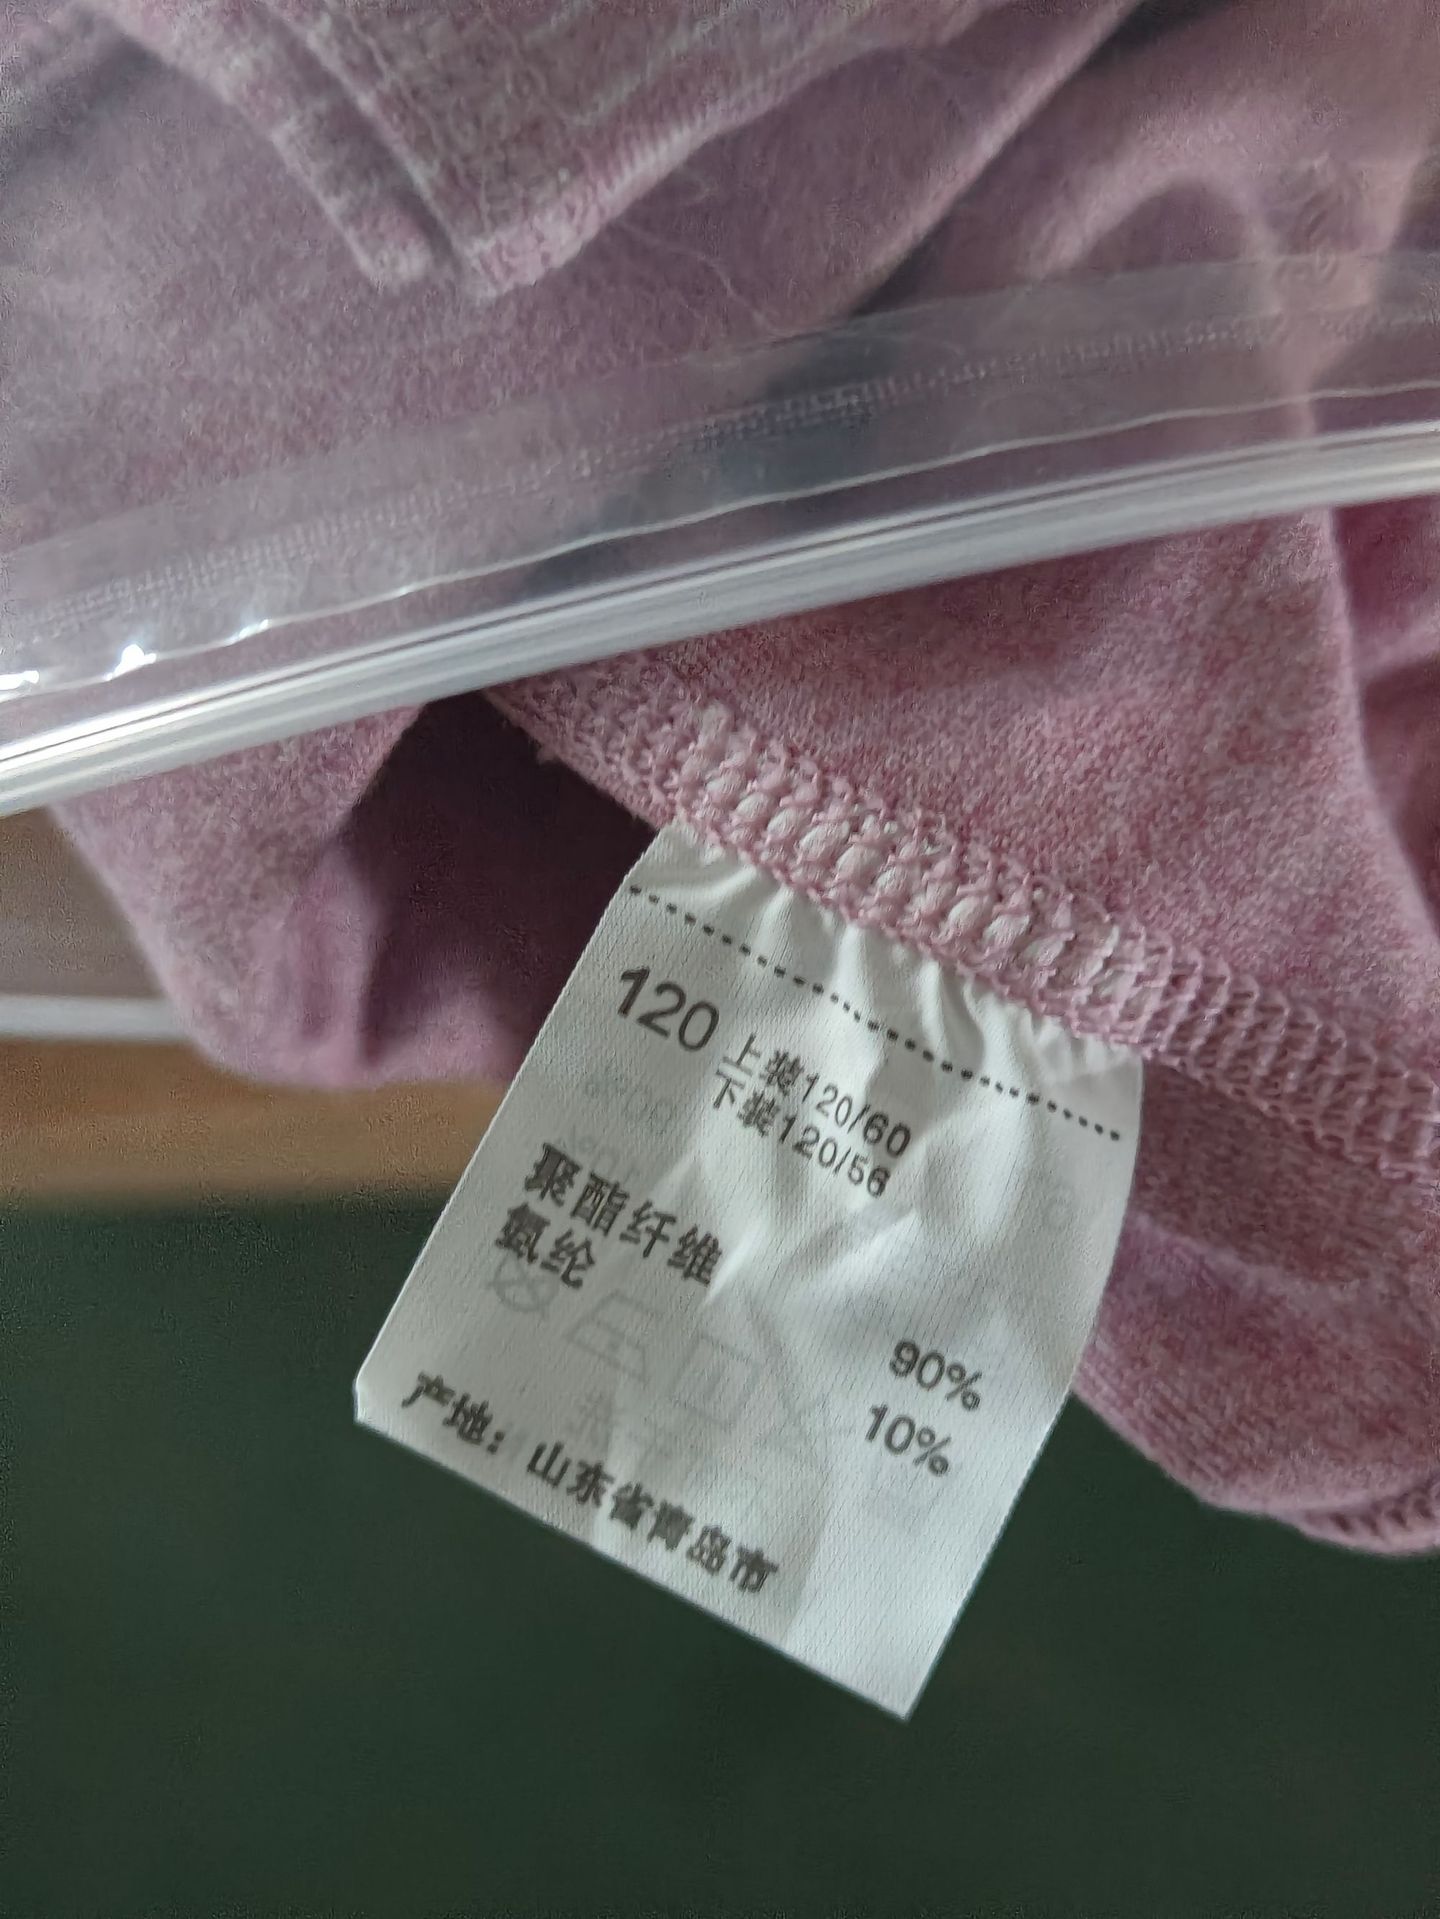 120 上装120/60
下装120/56
聚酯纤维 90%
氨纶 10%
产地：山东省青岛市